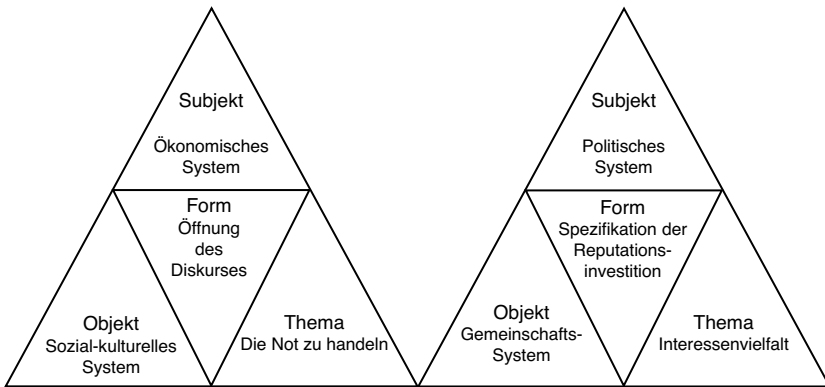 Subjekt
Ökonomisches
System
Form
Öffnung
des
Diskurses
Objekt
Sozial-kulturelles
System
Thema
Die Not zu handeln
Subjekt
Politisches
System
Form
Spezifikation der
Reputations-
investition
Objekt
Gemeinschafts-
System
Thema
Interessenvielfalt